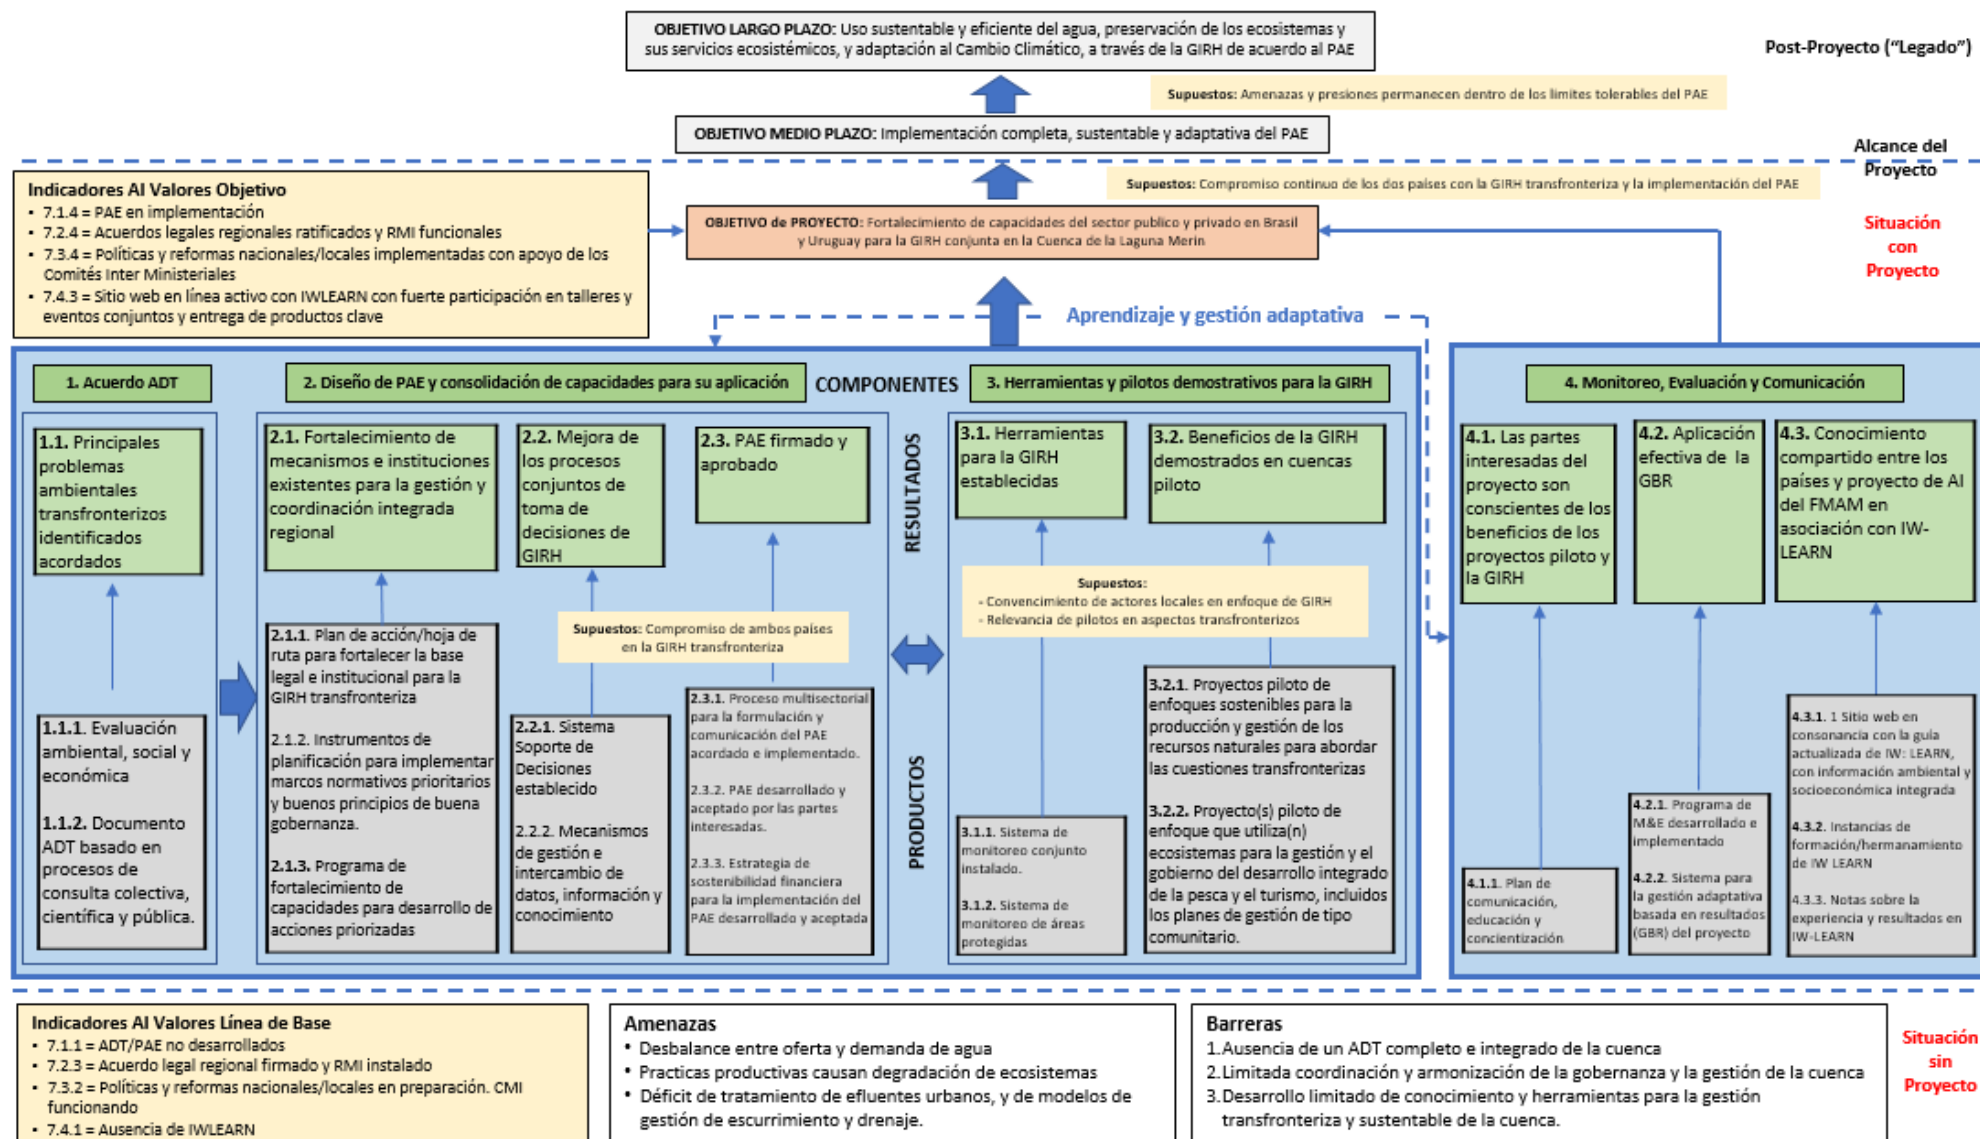 OBJETIVO LARGO PLAZO: Uso sustentable y eficiente del agua, preservación de los ecosistemas y
sus servicios ecosistémicos, y adaptación al Cambio Climático, a través de la GIRH de acuerdo al PAE
Post-Proyecto (“Legado”)
Supuestos: Amenazas y presiones permanecen dentro de los limites tolerables del PAE
OBJETIVO MEDIO PLAZO: Implementación completa, sustentable y adaptativa del PAE
Alcance del
Proyecto
Supuestos: Compromiso continuo de los dos países con la GIRH transfronteriza y la implementación del PAE
Indicadores AI Valores Objetivo
• 7.1.4 = PAE en implementación
• 7.2.4 = Acuerdos legales regionales ratificados y RMI funcionales
• 7.3.4 = Políticas y reformas nacionales/locales implementadas con apoyo de los
Comités Inter Ministeriales
• 7.4.3 = Sitio web en línea activo con IWLEARN con fuerte participación en talleres y
eventos conjuntos y entrega de productos clave
OBJETIVO de PROYECTO: Fortalecimiento de capacidades del sector publico y privado en Brasil
y Uruguay para la GIRH conjunta en la Cuenca de la Laguna Merin
Situación
con
Proyecto
Aprendizaje y gestión adaptativa
1. Acuerdo ADT
2. Diseño de PAE y consolidación de capacidades para su aplicación
COMPONENTES
3. Herramientas y pilotos demostrativos para la GIRH
4. Monitoreo, Evaluación y Comunicación
RESULTADOS
1.1. Principales
problemas
ambientales
transfronterizos
identificados
acordados
2.1. Fortalecimiento de
mecanismos e instituciones
existentes para la gestión y
coordinación integrada
regional
2.2. Mejora de
los procesos
conjuntos de
toma de
decisiones de
GIRH
2.3. PAE firmado y
aprobado
3.1. Herramientas
para la GIRH
establecidas
3.2. Beneficios de la GIRH
demostrados en cuencas
piloto
4.1. Las partes
interesadas del
proyecto son
conscientes de los
beneficios de los
proyectos piloto y
la GIRH
4.2. Aplicación
efectiva de la
GBR
4.3. Conocimiento
compartido entre los
países y proyecto de AI
del FMAM en
asociación con IW-
LEARN
Supuestos: Compromiso de ambos países
en la GIRH transfronteriza
Supuestos:
- Convencimiento de actores locales en enfoque de GIRH
- Relevancia de pilotos en aspectos transfronterizos
PRODUCTOS
1.1.1. Evaluación
ambiental, social y
económica
1.1.2. Documento
ADT basado en
procesos de
consulta colectiva,
científica y pública.
2.1.1. Plan de acción/hoja de
ruta para fortalecer la base
legal e institucional para la
GIRH transfronteriza
2.1.2. Instrumentos de
planificación para implementar
marcos normativos prioritarios
y buenos principios de buena
gobernanza.
2.1.3. Programa de
fortalecimiento de
capacidades para desarrollo de
acciones priorizadas
2.2.1. Sistema
Soporte de
Decisiones
establecido
2.2.2. Mecanismos
de gestión e
intercambio de
datos, información y
conocimiento
2.3.1. Proceso multisectorial
para la formulación y
comunicación del PAE
acordado e implementado.
2.3.2. PAE desarrollado y
aceptado por las partes
interesadas.
2.3.3. Estrategia de
sostenibilidad financiera
para la implementación del
PAE desarrollado y aceptada
3.1.1. Sistema de
monitoreo conjunto
instalado.
3.1.2. Sistema de
monitoreo de áreas
protegidas
3.2.1. Proyectos piloto de
enfoques sostenibles para la
producción y gestión de los
recursos naturales para abordar
las cuestiones transfronterizas
3.2.2. Proyecto(s) piloto de
enfoque que utiliza(n)
ecosistemas para la gestión y el
gobierno del desarrollo integrado
de la pesca y el turismo, incluidos
los planes de gestión de tipo
comunitario.
4.1.1. Plan de
comunicación,
educación y
concientización
4.2.1. Programa de
M&E desarrollado e
implementado
4.2.2. Sistema para
la gestión adaptativa
basada en resultados
(GBR) del proyecto
4.3.1. 1 Sitio web en
consonancia con la guía
actualizada de IW: LEARN,
con información ambiental y
socioeconómica integrada
4.3.2. Instancias de
formación/hermanamiento
de IW LEARN
4.3.3. Notas sobre la
experiencia y resultados en
IW-LEARN
Indicadores AI Valores Línea de Base
• 7.1.1 = ADT/PAE no desarrollados
• 7.2.3 = Acuerdo legal regional firmado y RMI instalado
• 7.3.2 = Políticas y reformas nacionales/locales en preparación. CMI
funcionando
• 7.4.1 = Ausencia de IWLEARN
Amenazas
• Desbalance entre oferta y demanda de agua
• Practicas productivas causan degradación de ecosistemas
• Déficit de tratamiento de efluentes urbanos, y de modelos de
gestión de escurrimiento y drenaje.
Barreras
1. Ausencia de un ADT completo e integrado de la cuenca
2. Limitada coordinación y armonización de la gobernanza y la gestión de la cuenca
3. Desarrollo limitado de conocimiento y herramientas para la gestión
transfronteriza y sustentable de la cuenca.
Situación
sin
Proyecto